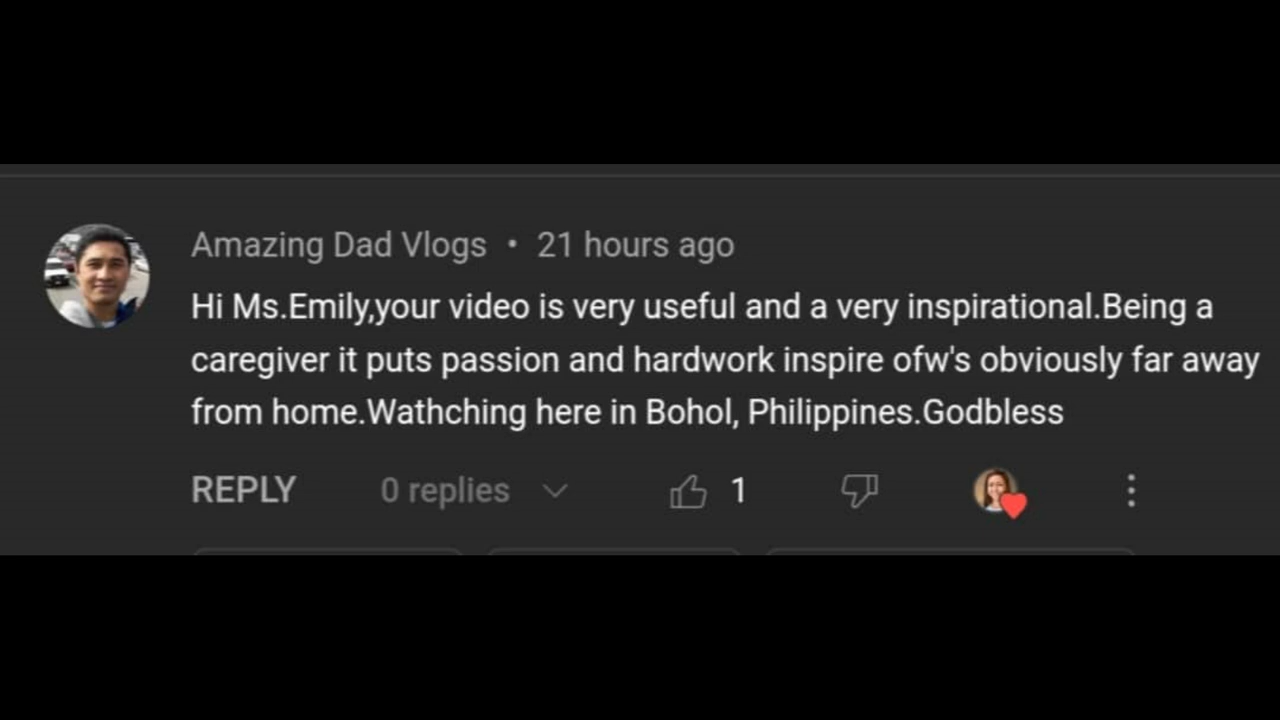 Amazing Dad Vlogs • 21 hours ago
Hi Ms.Emily,your video is very useful and a very inspirational.Being a
caregiver it puts passion and hardwork inspire ofw's obviously far away
from home.Wathching here in Bohol, Philippines.Godbless
REPLY 0 replies 1